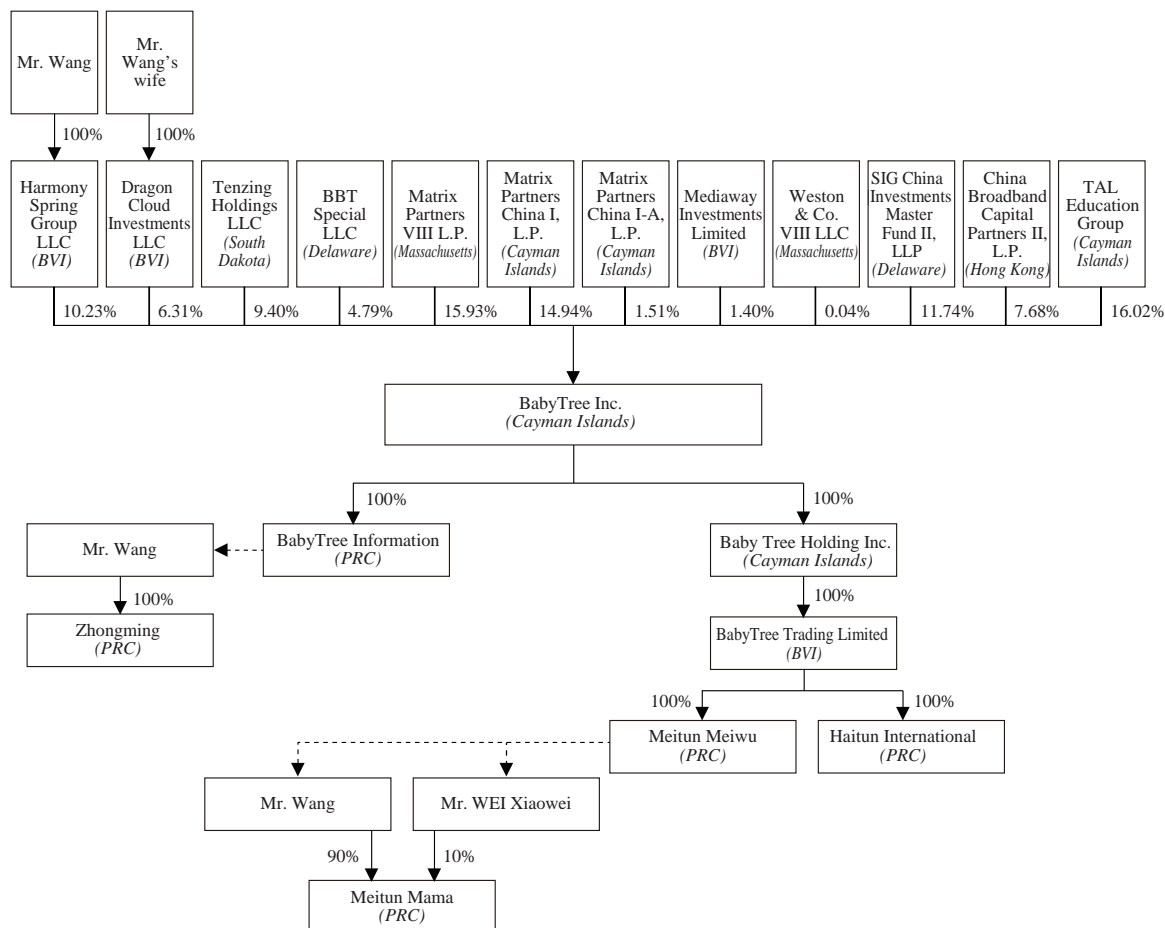 Mr. Wang
Mr.
Wang's
wife
100%
100%
Harmony
Spring
Group
LLC
(BVI)
Dragon
Cloud
Investments
LLC
(BVI)
Tenzing
Holdings
LLC
(South
Dakota)
BBT
Special
LLC
(Delaware)
Matrix
Partners
VIII L.P.
(Massachusetts)
Matrix
Partners
China I,
L.P.
(Cayman
Islands)
Matrix
Partners
China I-A,
L.P.
(Cayman
Islands)
Mediaway
Investments
Limited
(BVI)
Weston
& Co.
VIII LLC
(Massachusetts)
SIG China
Investments
Master
Fund II,
LLP
(Delaware)
China
Broadband
Capital
Partners II,
L.P.
(Hong Kong)
TAL
Education
Group
(Cayman
Islands)
10.23%
6.31%
9.40%
4.79%
15.93%
14.94%
1.51%
1.40%
0.04%
11.74%
7.68%
16.02%
BabyTree Inc.
(Cayman Islands)
100%
100%
Mr. Wang
BabyTree Information
(PRC)
Baby Tree Holding Inc.
(Cayman Islands)
100%
100%
Zhongming
(PRC)
BabyTree Trading Limited
(BVI)
100%
100%
Meitun Meiwu
(PRC)
Haitun International
(PRC)
Mr. Wang
Mr. WEI Xiaowei
90%
10%
Meitun Mama
(PRC)